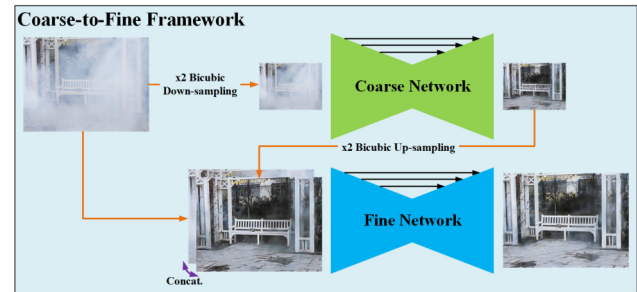 Coarse-to-Fine Framework
x2 Bicubic
Down-sampling
Coarse Network
x2 Bicubic Up-sampling
Fine Network
Concat.